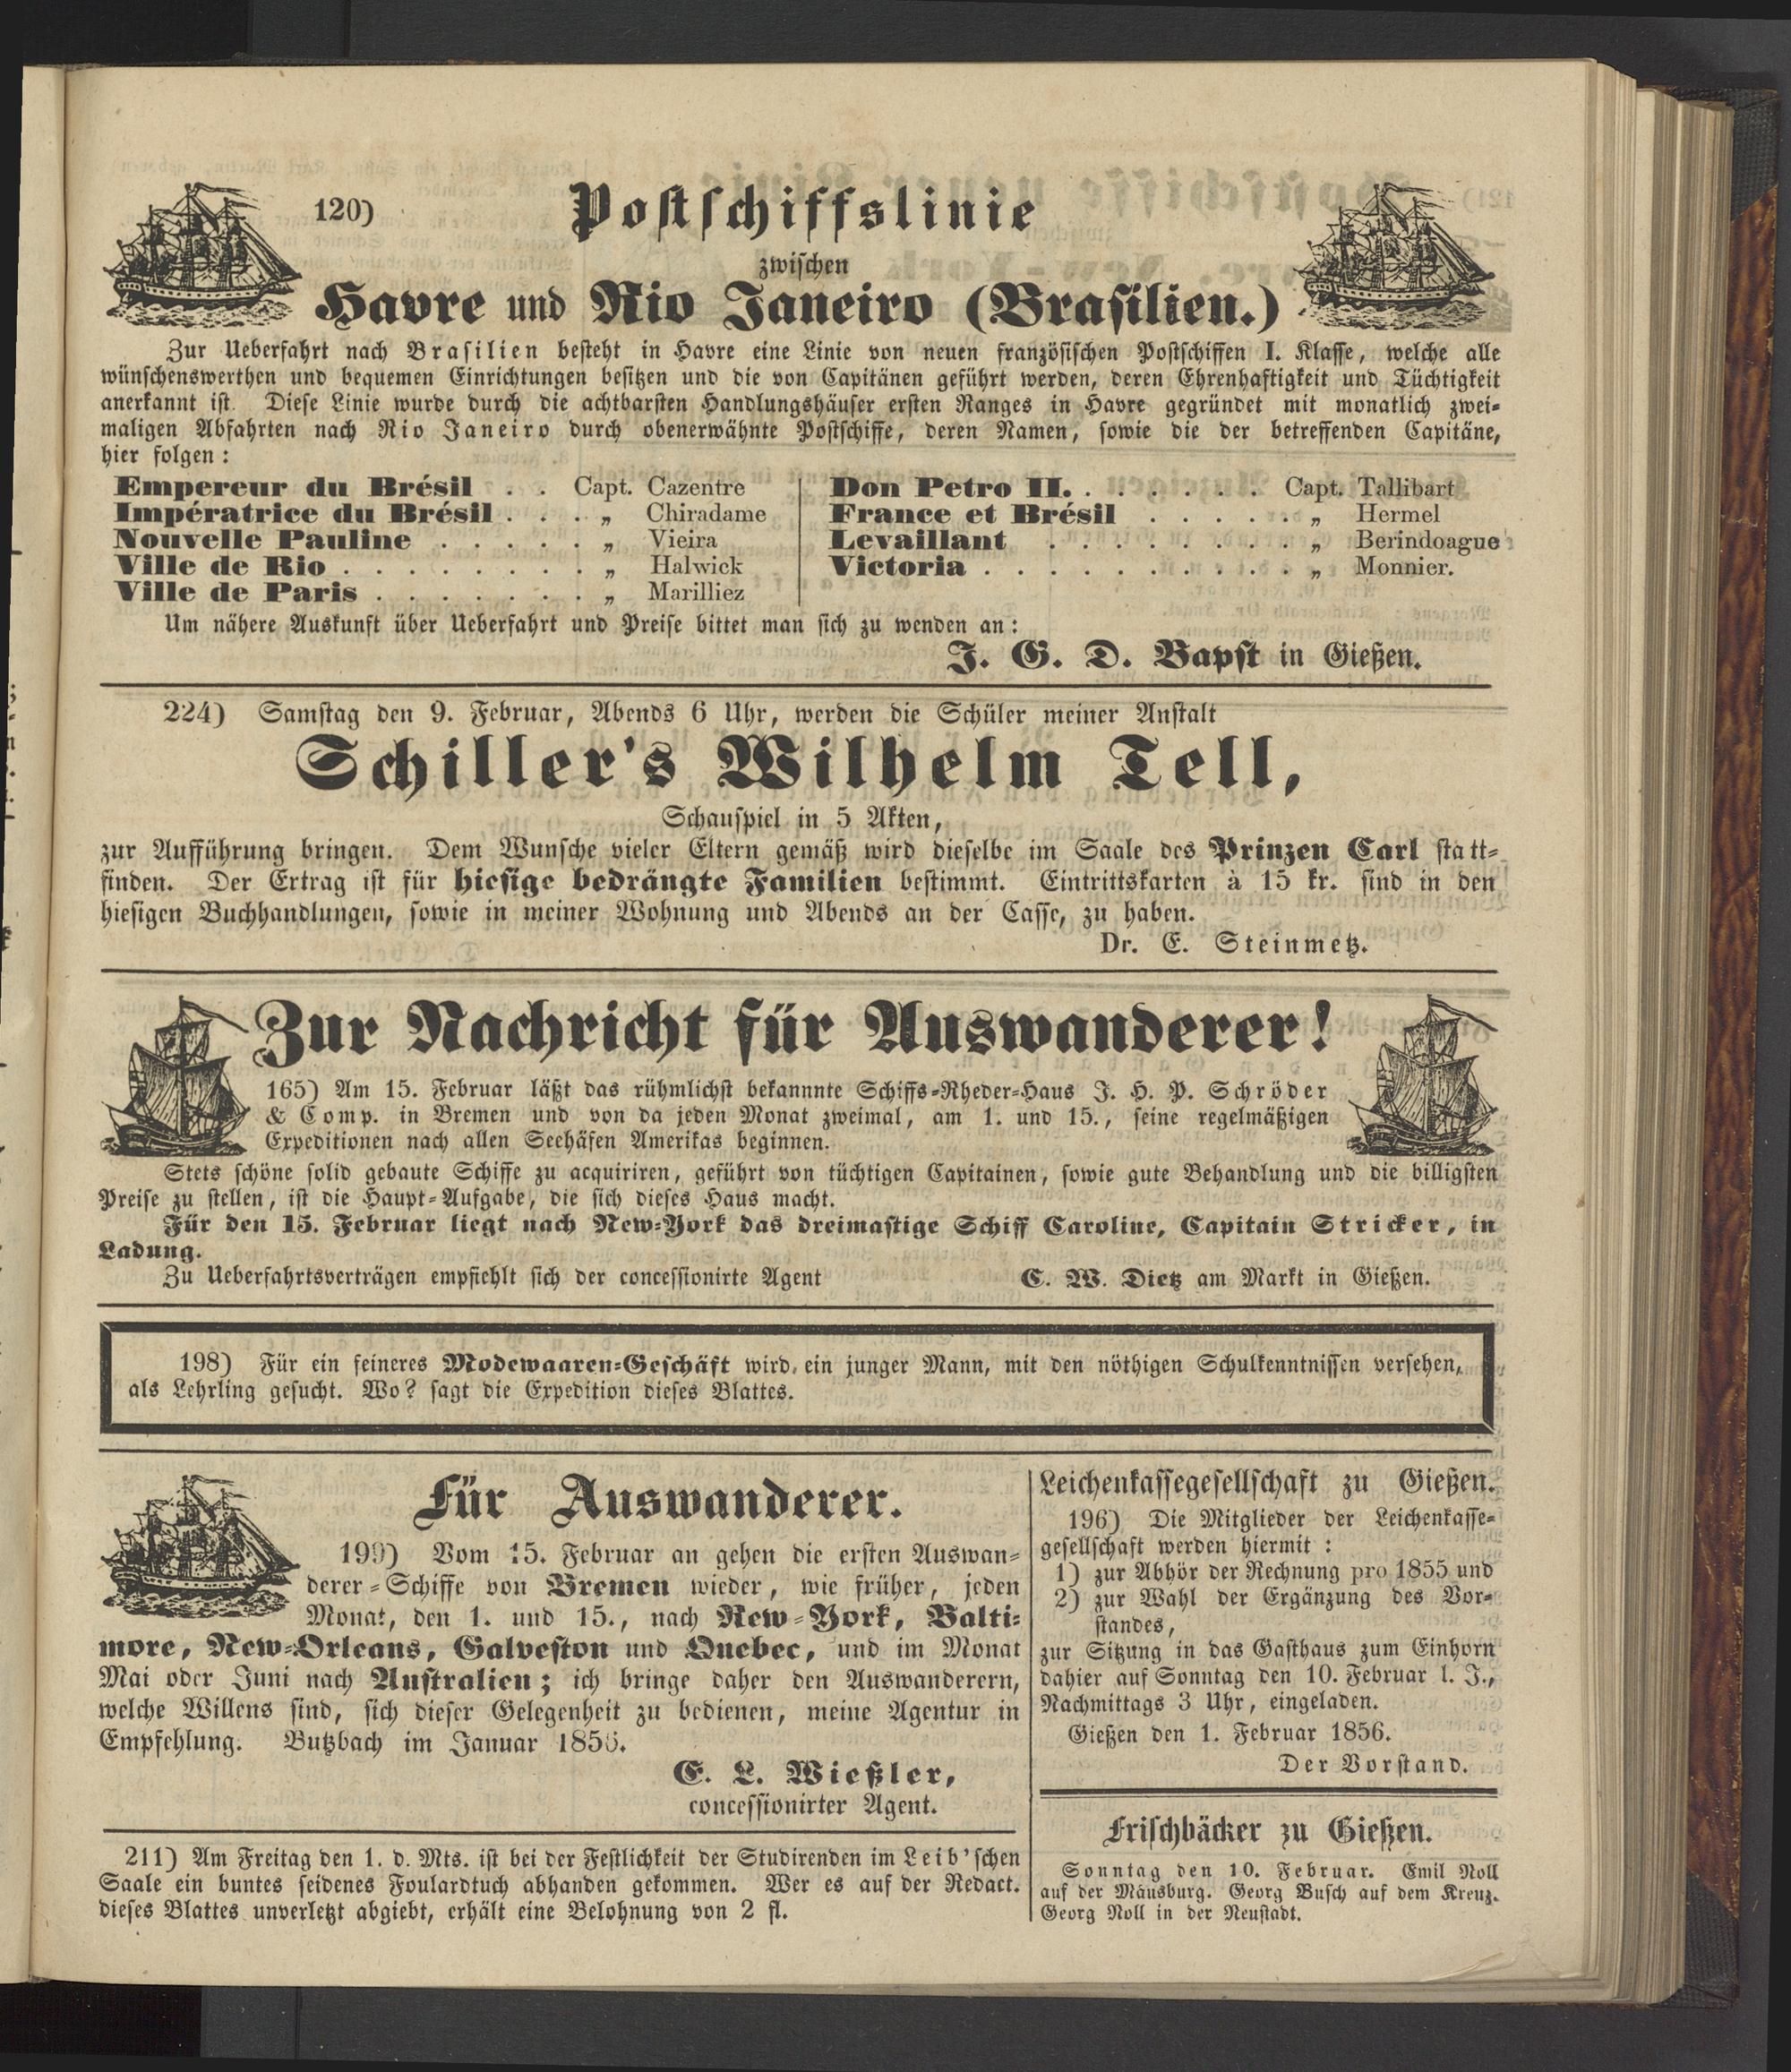 120)
Postschiffslinie
zwischen
Havre und Rio Janeiro (Brasilien.)
Zur Ueberfahrt nach Brasilien besteht in Havre eine Linie von neuen französischen Postschiffen I. Klasse, welche alle
wünschenswerthen und bequemen Einrichtungen besitzen und die von Capitänen geführt werden, deren Ehrenhaftigkeit und Tüchtigkeit
anerkannt ist. Diese Linie wurde durch die achtbarsten Handlungshäuser ersten Ranges in Havre gegründet mit monatlich zwei-
maligen Abfahrten nach Rio Janeiro durch obenerwähnte Postschiffe, deren Namen, sowie die der betreffenden Capitäne,
hier folgen:
Empereur du Brésil . . Capt. Cazentre
Impératrice du Brésil . . . „ Chiradame
Nouvelle Pauline . . . . . „ Vieira
Ville de Rio . . . . . . . . „ Halwick
Ville de Paris . . . . . . . „ Marilliez
Don Petro II. . . . . . . Capt. Tallibart
France et Brésil . . . . . „ Hermel
Levaillant . . . . . . . . „ Berindoague
Victoria . . . . . . . . . . „ Monnier.
Um nähere Auskunft über Ueberfahrt und Preise bittet man sich zu wenden an:
J. G. D. Bapst in Gießen.
224) Samstag den 9. Februar, Abends 6 Uhr, werden die Schüler meiner Anstalt
Schiller's Wilhelm Tell,
Schauspiel in 5 Akten,
zur Aufführung bringen. Dem Wunsche vieler Eltern gemäß wird dieselbe im Saale des Prinzen Carl statt-
finden. Der Ertrag ist für hiesige bedrängte Familien bestimmt. Eintrittskarten à 15 kr. sind in den
hiesigen Buchhandlungen, sowie in meiner Wohnung und Abends an der Casse, zu haben.
Dr. E. Steinmetz.
Zur Nachricht für Auswanderer!
165) Am 15. Februar läßt das rühmlichst bekannnte Schiffs-Rheder-Haus J. H. P. Schröder
& Comp. in Bremen und von da jeden Monat zweimal, am 1. und 15., seine regelmäßigen
Expeditionen nach allen Seehäfen Amerikas beginnen.
Stets schöne solid gebaute Schiffe zu acquiriren, geführt von tüchtigen Capitainen, sowie gute Behandlung und die billigsten
Preise zu stellen, ist die Haupt-Aufgabe, die sich dieses Haus macht.
Für den 15. Februar liegt nach New-York das dreimastige Schiff Caroline, Capitain Stricker, in
Ladung.
Zu Ueberfahrtsverträgen empfiehlt sich der concessionirte Agent C. W. Dietz am Markt in Gießen.
198) Für ein feineres Modewaaren-Geschäft wird ein junger Mann, mit den nöthigen Schulkenntnissen versehen,
als Lehrling gesucht. Wo? sagt die Expedition dieses Blattes.
Für Auswanderer.
199) Vom 15. Februar an gehen die ersten Auswan-
derer-Schiffe von Bremen wieder, wie früher, jeden
Monat, den 1. und 15., nach New-York, Balti-
more, New-Orleans, Galveston und Quebec, und im Monat
Mai oder Juni nach Australien; ich bringe daher den Auswanderern,
welche Willens sind, sich dieser Gelegenheit zu bedienen, meine Agentur in
Empfehlung. Butzbach im Januar 1856.
E. L. Wießler,
concessionirter Agent.
211) Am Freitag den 1. d. Mts. ist bei der Festlichkeit der Studirenden im Leib'schen
Saale ein buntes seidenes Foulardtuch abhanden gekommen. Wer es auf der Redact.
dieses Blattes unverletzt abgiebt, erhält eine Belohnung von 2 fl.
Leichenkassegesellschaft zu Gießen.
196) Die Mitglieder der Leichenkasse-
gesellschaft werden hiermit:
1) zur Abhör der Rechnung pro 1855 und
2) zur Wahl der Ergänzung des Vor-
standes,
zur Sitzung in das Gasthaus zum Einhorn
dahier auf Sonntag den 10. Februar l. J.,
Nachmittags 3 Uhr, eingeladen.
Gießen den 1. Februar 1856.
Der Vorstand.
Frischbäcker zu Gießen.
Sonntag den 10. Februar. Emil Noll
auf der Mäusburg. Georg Busch auf dem Kreuz.
Georg Noll in der Neustadt.